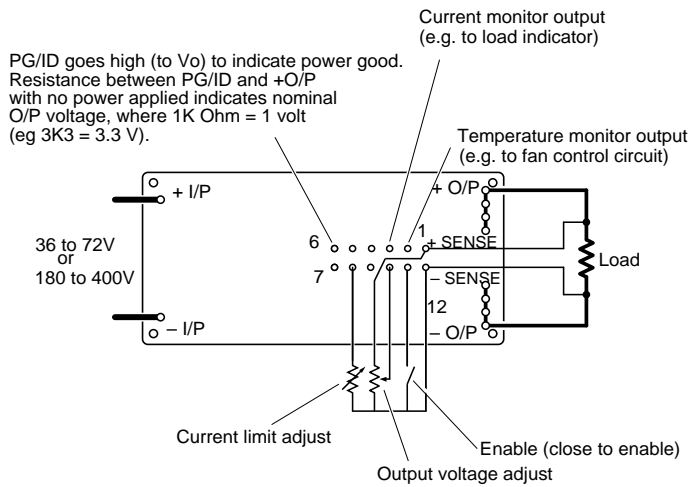 Current monitor output
(e.g. to load indicator)
PG/ID goes high (to Vo) to indicate power good.
Resistance between PG/ID and +O/P
with no power applied indicates nominal
O/P voltage, where 1K Ohm = 1 volt
(eg 3K3 = 3.3 V).
Temperature monitor output
(e.g. to fan control circuit)
+ I/P
+ O/P
36 to 72V
or
180 to 400V
6
1
+ SENSE
7
– SENSE
Load
12
– I/P
– O/P
Current limit adjust
Enable (close to enable)
Output voltage adjust